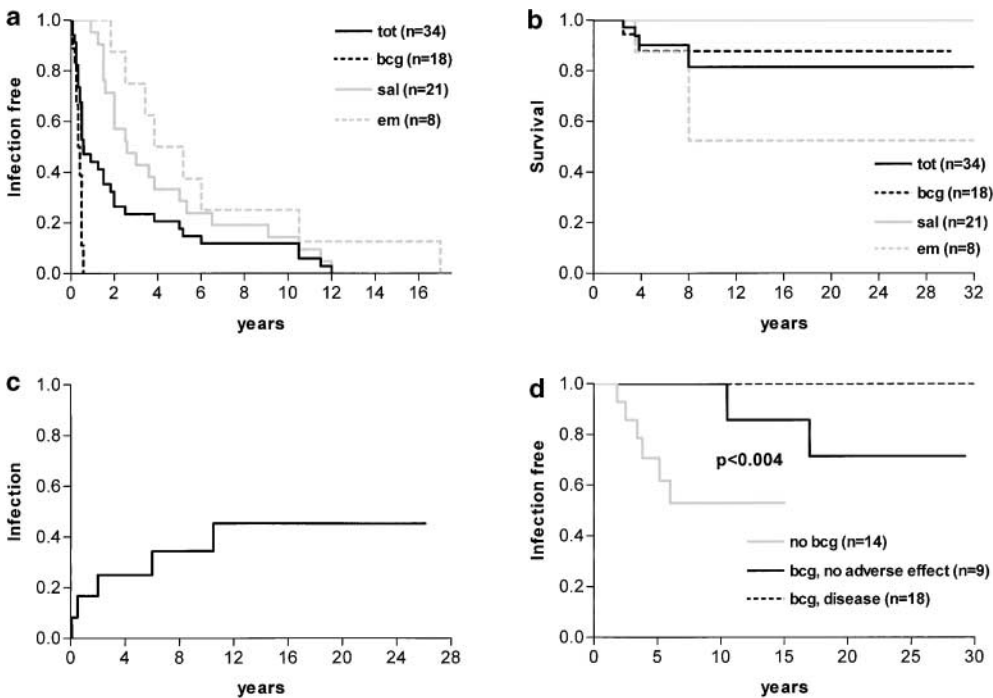 a
Infection free
1.0
0.8
0.6
0.4
0.2
0.0
0 2 4 6 8 10 12 14 16
years
tot (n=34)
bcg (n=18)
sal (n=21)
em (n=8)
b
Survival
1.0
0.8
0.6
0.4
0.2
0.0
0 4 8 12 16 20 24 28 32
years
tot (n=34)
bcg (n=18)
sal (n=21)
em (n=8)
c
Infection
1.0
0.8
0.6
0.4
0.2
0.0
0 4 8 12 16 20 24 28
years
d
Infection free
1.0
0.8
0.6
0.4
0.2
0.0
0 5 10 15 20 25 30
years
p<0.004
no bcg (n=14)
bcg, no adverse effect (n=9)
bcg, disease (n=18)